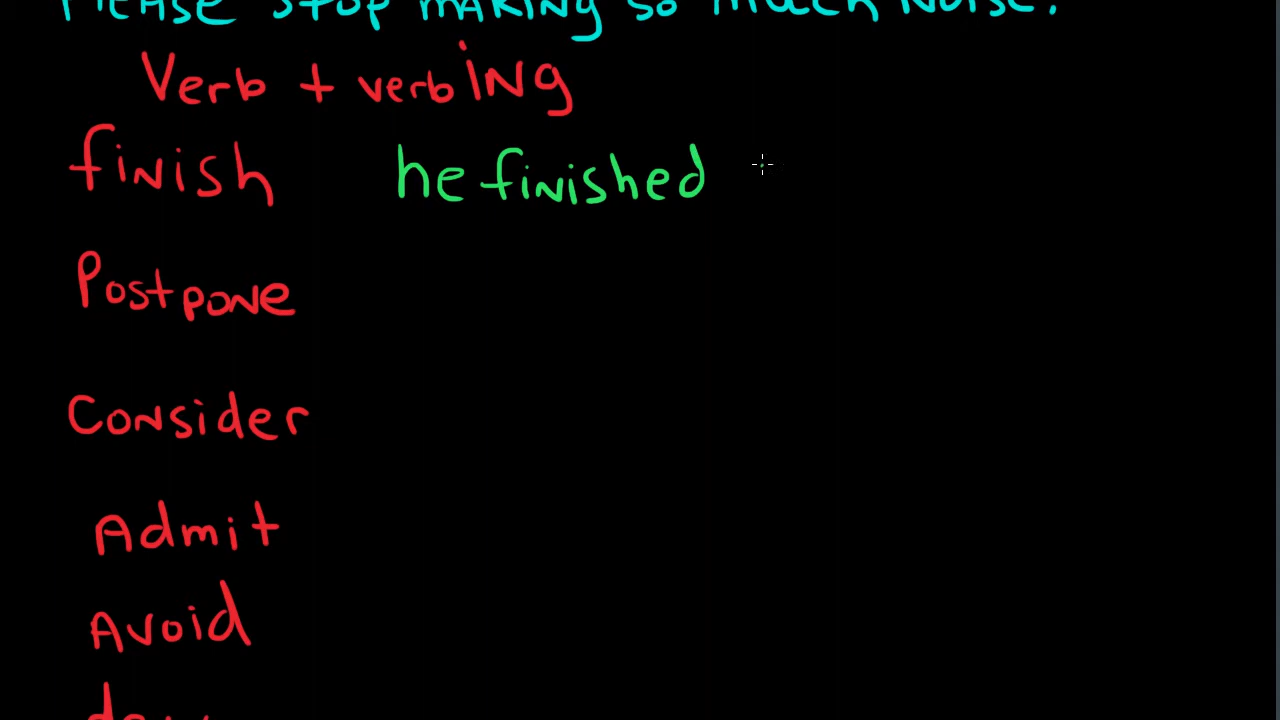 Please stop making so much noise.
Verb + verbing
finish he finished
Postpone
Consider
Admit
Avoid